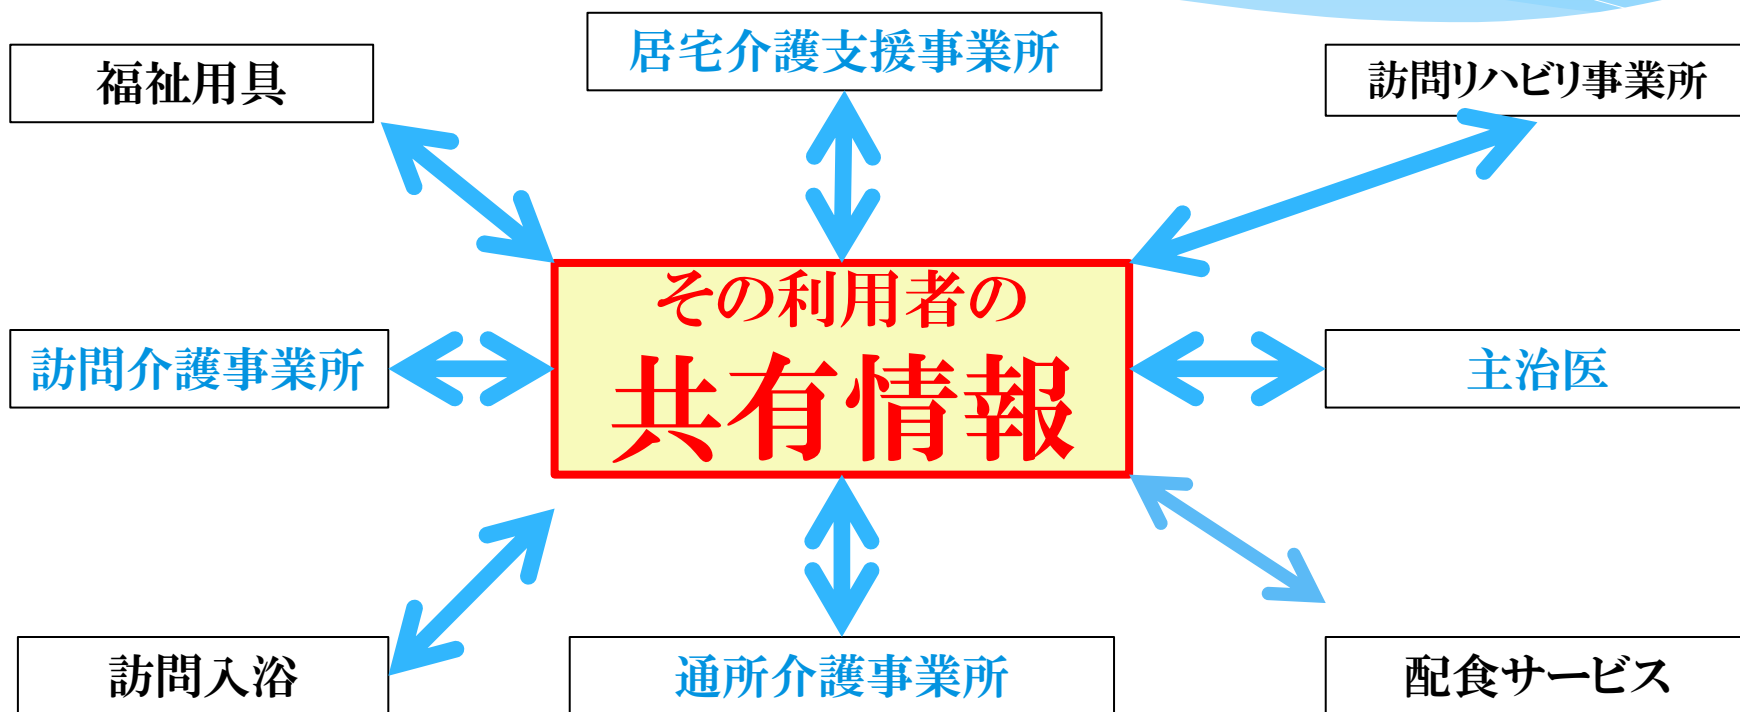 居宅介護支援事業所
福祉用具
訪問リハビリ事業所
その利用者の
共有情報
訪問介護事業所
主治医
訪問入浴
通所介護事業所
配食サービス